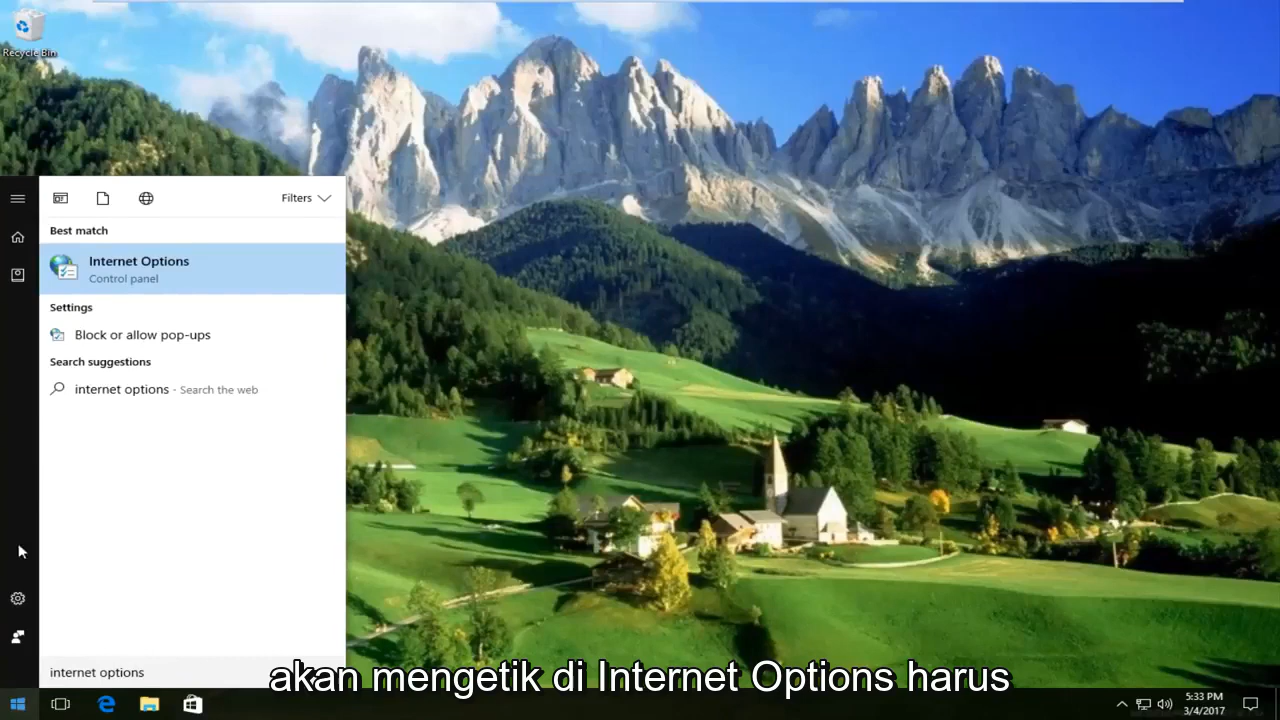 Recycle Bin
Filters
Best match
Internet Options
Control panel
Settings
Block or allow pop-ups
Search suggestions
internet options - Search the web
internet options
akan mengetik di Internet Options harus
5:33 PM
3/4/2017